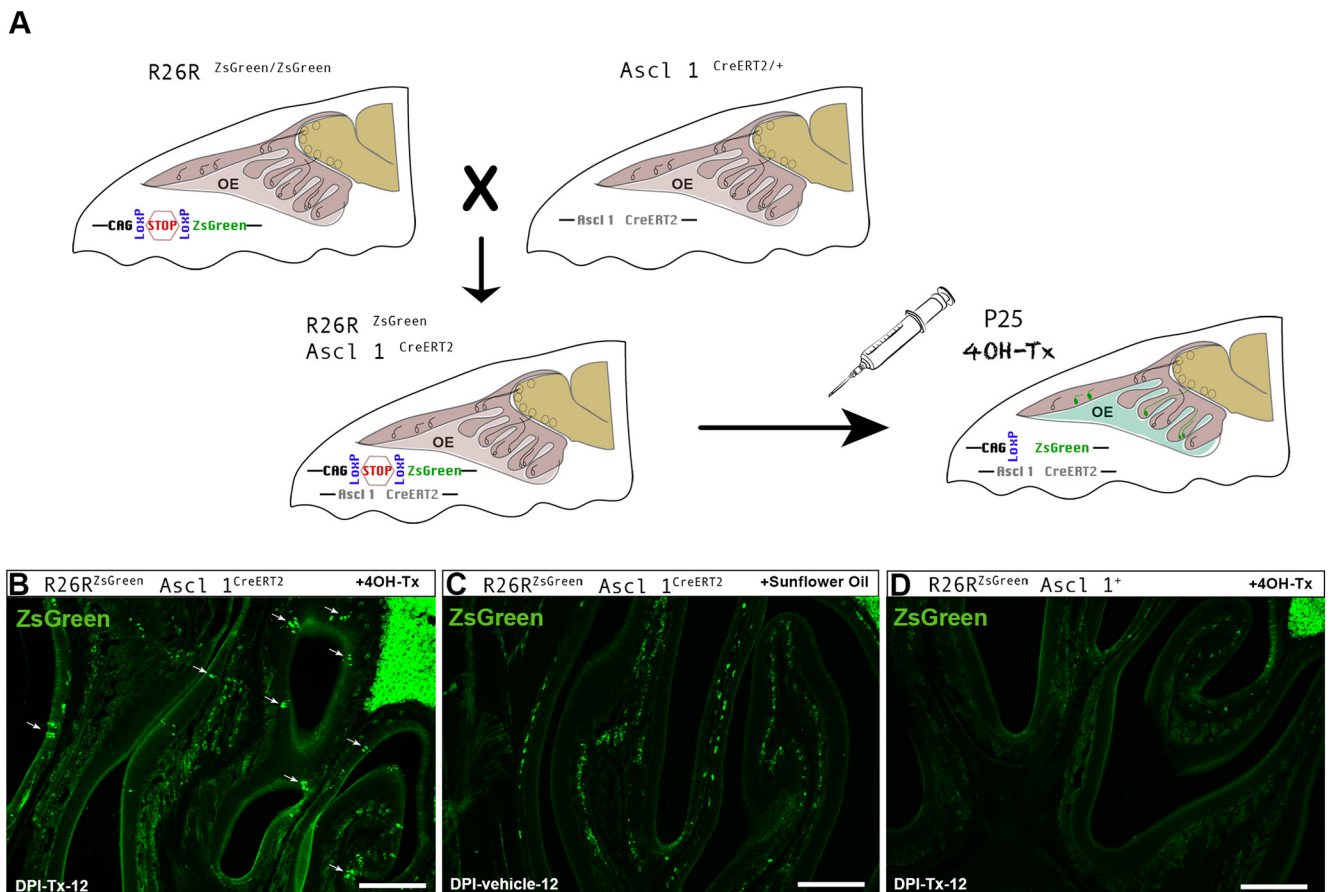 A
R26R ZsGreen/ZsGreen
Ascl 1 CreERT2/+
OE
CAG LoxP STOP LoxP ZsGreen
X
OE
Ascl 1 CreERT2
R26R ZsGreen
Ascl 1 CreERT2
OE
CAG LoxP STOP LoxP ZsGreen
Ascl 1 CreERT2
P25
4OH-Tx
OE
CAG LoxP ZsGreen
Ascl 1 CreERT2
B R26R ZsGreen Ascl 1 CreERT2 +4OH-Tx
ZsGreen
DPI-Tx-12
C R26R ZsGreen Ascl 1 CreERT2 +Sunflower Oil
ZsGreen
DPI-vehicle-12
D R26R ZsGreen Ascl 1 + +4OH-Tx
ZsGreen
DPI-Tx-12